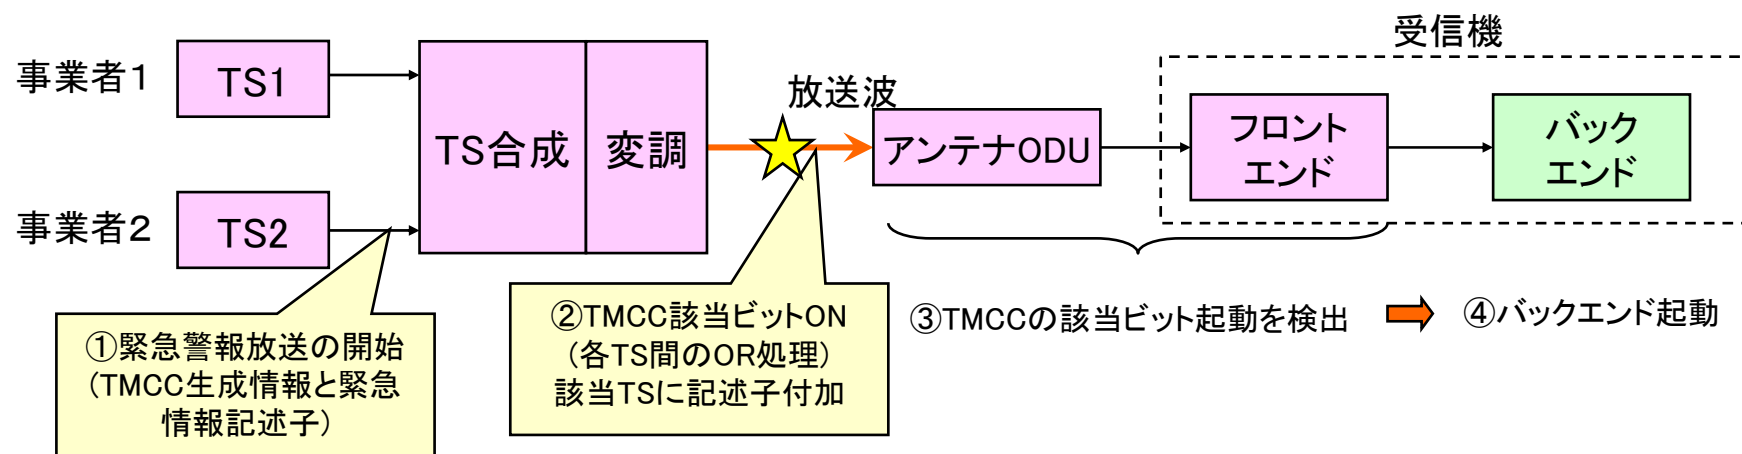 受信機
事業者1
TS1
放送波
TS合成
変調
アンテナODU
フロント
エンド
バック
エンド
事業者2
TS2
①緊急警報放送の開始
(TMCC生成情報と緊急
情報記述子)
②TMCC該当ビットON
(各TS間のOR処理)
該当TSに記述子付加
③TMCCの該当ビット起動を検出
④バックエンド起動